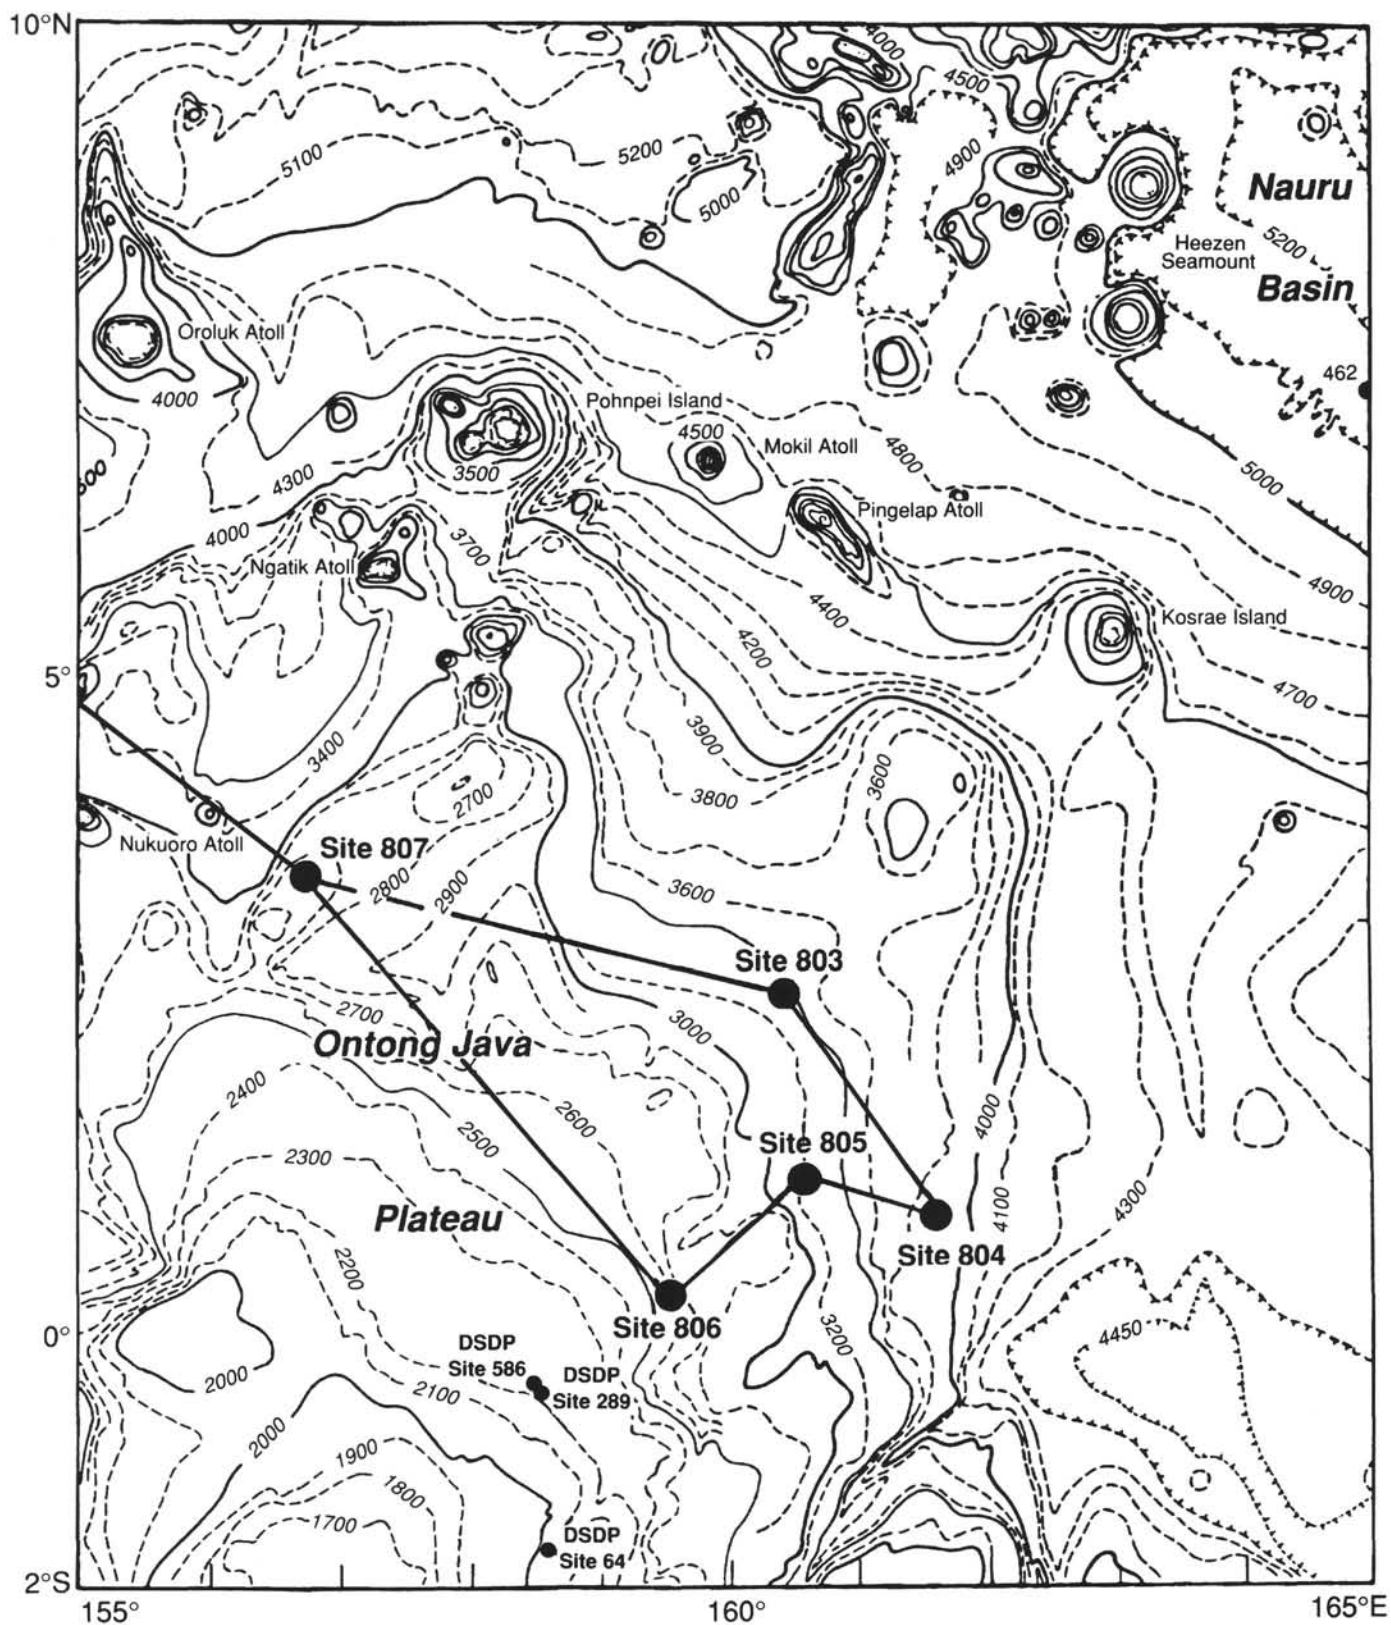 10°N
4000
4500
5100
5200
4900
5000
Nauru
Heezen
Seamount
5200
Basin
Oroluk Atoll
4000
462
Pohnpei Island
4500
Mokil Atoll
4800
3500
4300
5000
Pingelap Atoll
4000
3700
Ngatik Atoll
4900
4400
Kosrae Island
4200
5°
4700
3900
3400
3600
2700
3800
Nukuoro Atoll
Site 807
2800
2900
3600
Site 803
2700
3000
Ontong Java
2400
2600
4000
2500
Site 805
2300
4100
4300
Plateau
Site 804
2200
Site 806
0°
3200
4450
DSDP
Site 586
DSDP
Site 289
2000
2100
2000
1900
1800
1700
DSDP
Site 64
2°S
155°
160°
165°E